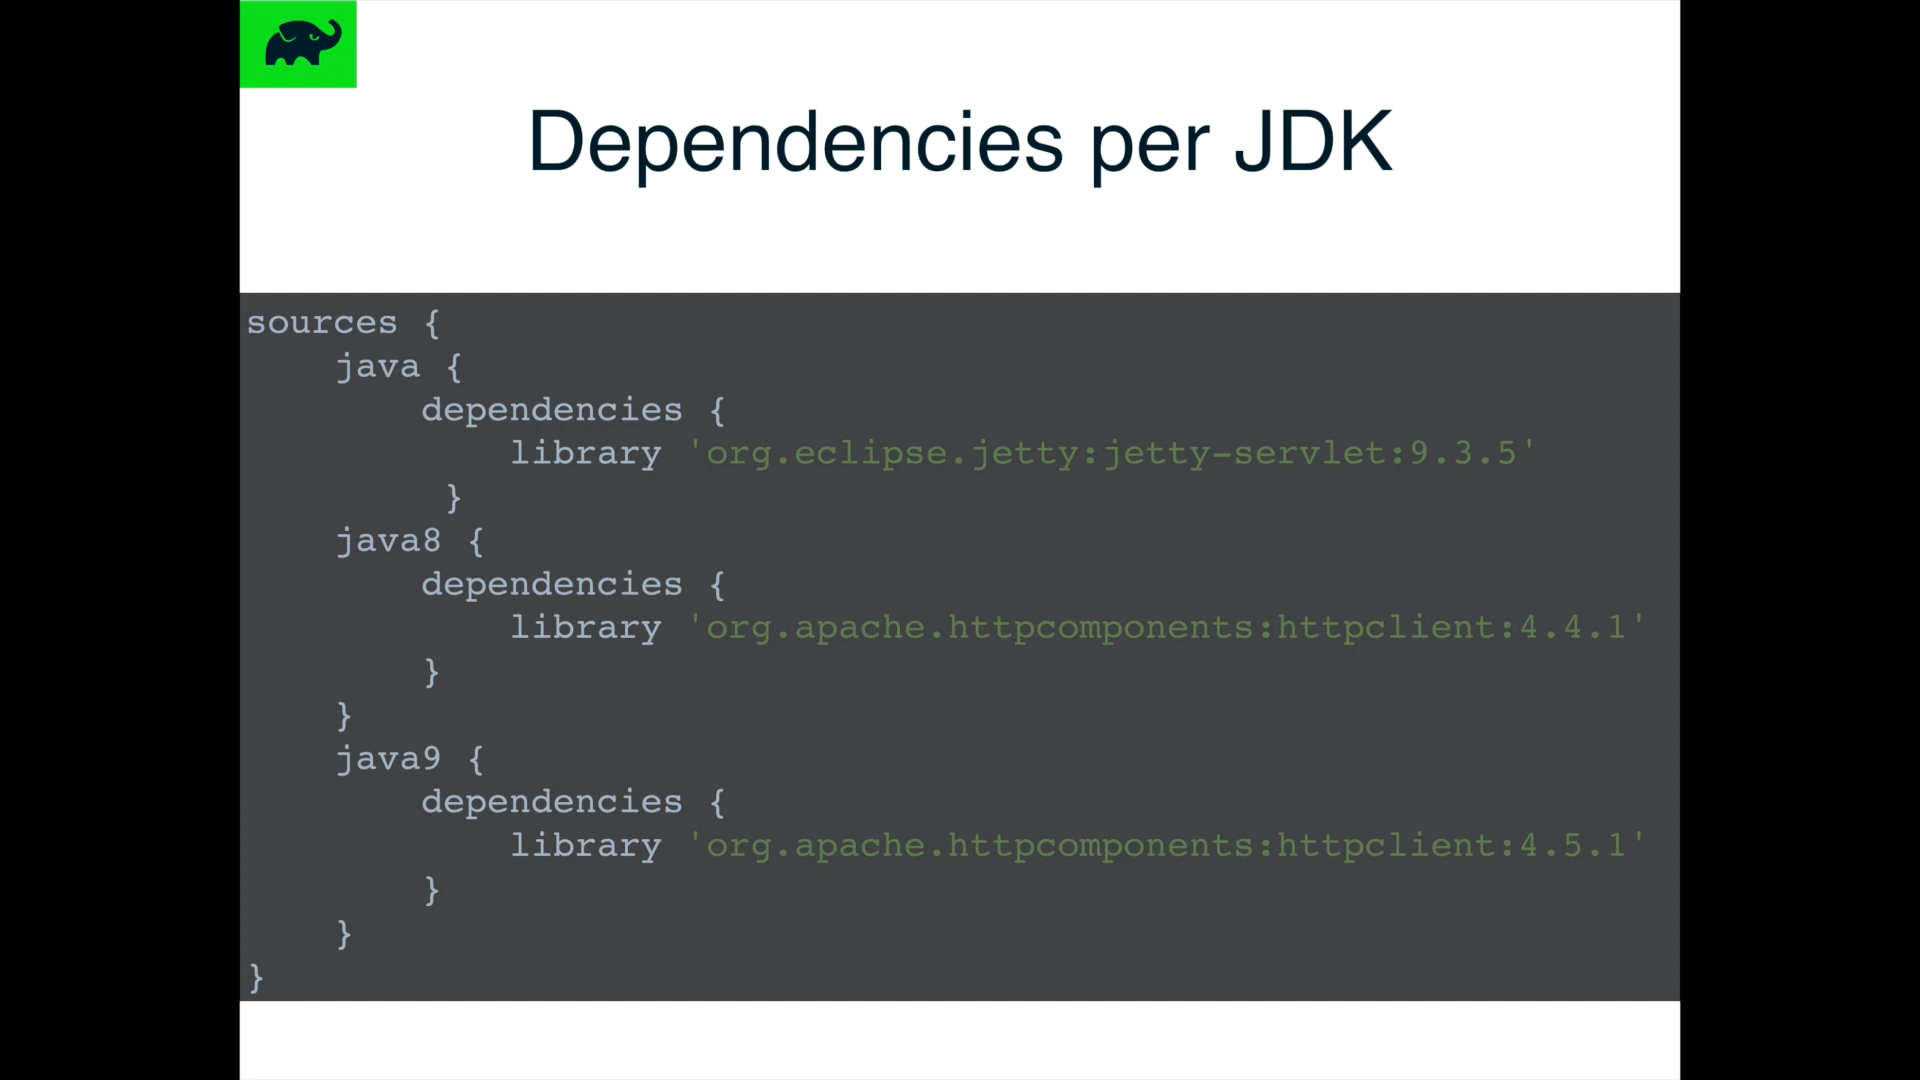 Dependencies per JDK
sources {
java {
dependencies {
library 'org.eclipse.jetty:jetty-servlet:9.3.5'
}
java8 {
dependencies {
library 'org.apache.httpcomponents:httpclient:4.4.1'
}
}
java9 {
dependencies {
library 'org.apache.httpcomponents:httpclient:4.5.1'
}
}
}